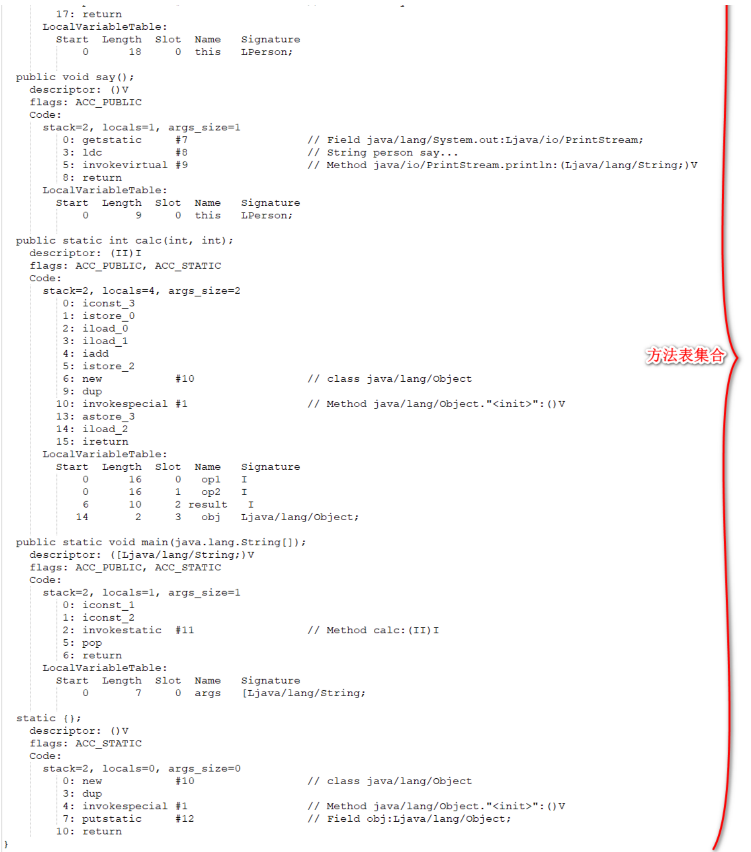 17: return
LocalVariableTable:
Start  Length  Slot  Name   Signature
0      18     0  this   LPerson;
public void say();
descriptor: ()V
flags: ACC_PUBLIC
Code:
stack=2, locals=1, args_size=1
0: getstatic     #7                  // Field java/lang/System.out:Ljava/io/PrintStream;
3: ldc           #8                  // String person say...
5: invokevirtual #9                  // Method java/io/PrintStream.println:(Ljava/lang/String;)V
8: return
LocalVariableTable:
Start  Length  Slot  Name   Signature
0       9     0  this   LPerson;
public static int calc(int, int);
descriptor: (II)I
flags: ACC_PUBLIC, ACC_STATIC
Code:
stack=2, locals=4, args_size=2
0: iconst_3
1: istore_0
2: iload_0
3: iload_1
4: iadd
5: istore_2
6: new           #10                 // class java/lang/Object
9: dup
10: invokespecial #1                  // Method java/lang/Object."<init>":()V
13: astore_3
14: iload_2
15: ireturn
LocalVariableTable:
Start  Length  Slot  Name   Signature
0      16     0   op1   I
0      16     1   op2   I
6      10     2 result   I
14       2     3   obj   Ljava/lang/Object;
方法表集合
public static void main(java.lang.String[]);
descriptor: ([Ljava/lang/String;)V
flags: ACC_PUBLIC, ACC_STATIC
Code:
stack=2, locals=1, args_size=1
0: iconst_1
1: iconst_2
2: invokestatic  #11                 // Method calc:(II)I
5: pop
6: return
LocalVariableTable:
Start  Length  Slot  Name   Signature
0       7     0  args   [Ljava/lang/String;
static {};
descriptor: ()V
flags: ACC_STATIC
Code:
stack=2, locals=0, args_size=0
0: new           #10                 // class java/lang/Object
3: dup
4: invokespecial #1                  // Method java/lang/Object."<init>":()V
7: putstatic     #12                 // Field obj:Ljava/lang/Object;
10: return
}